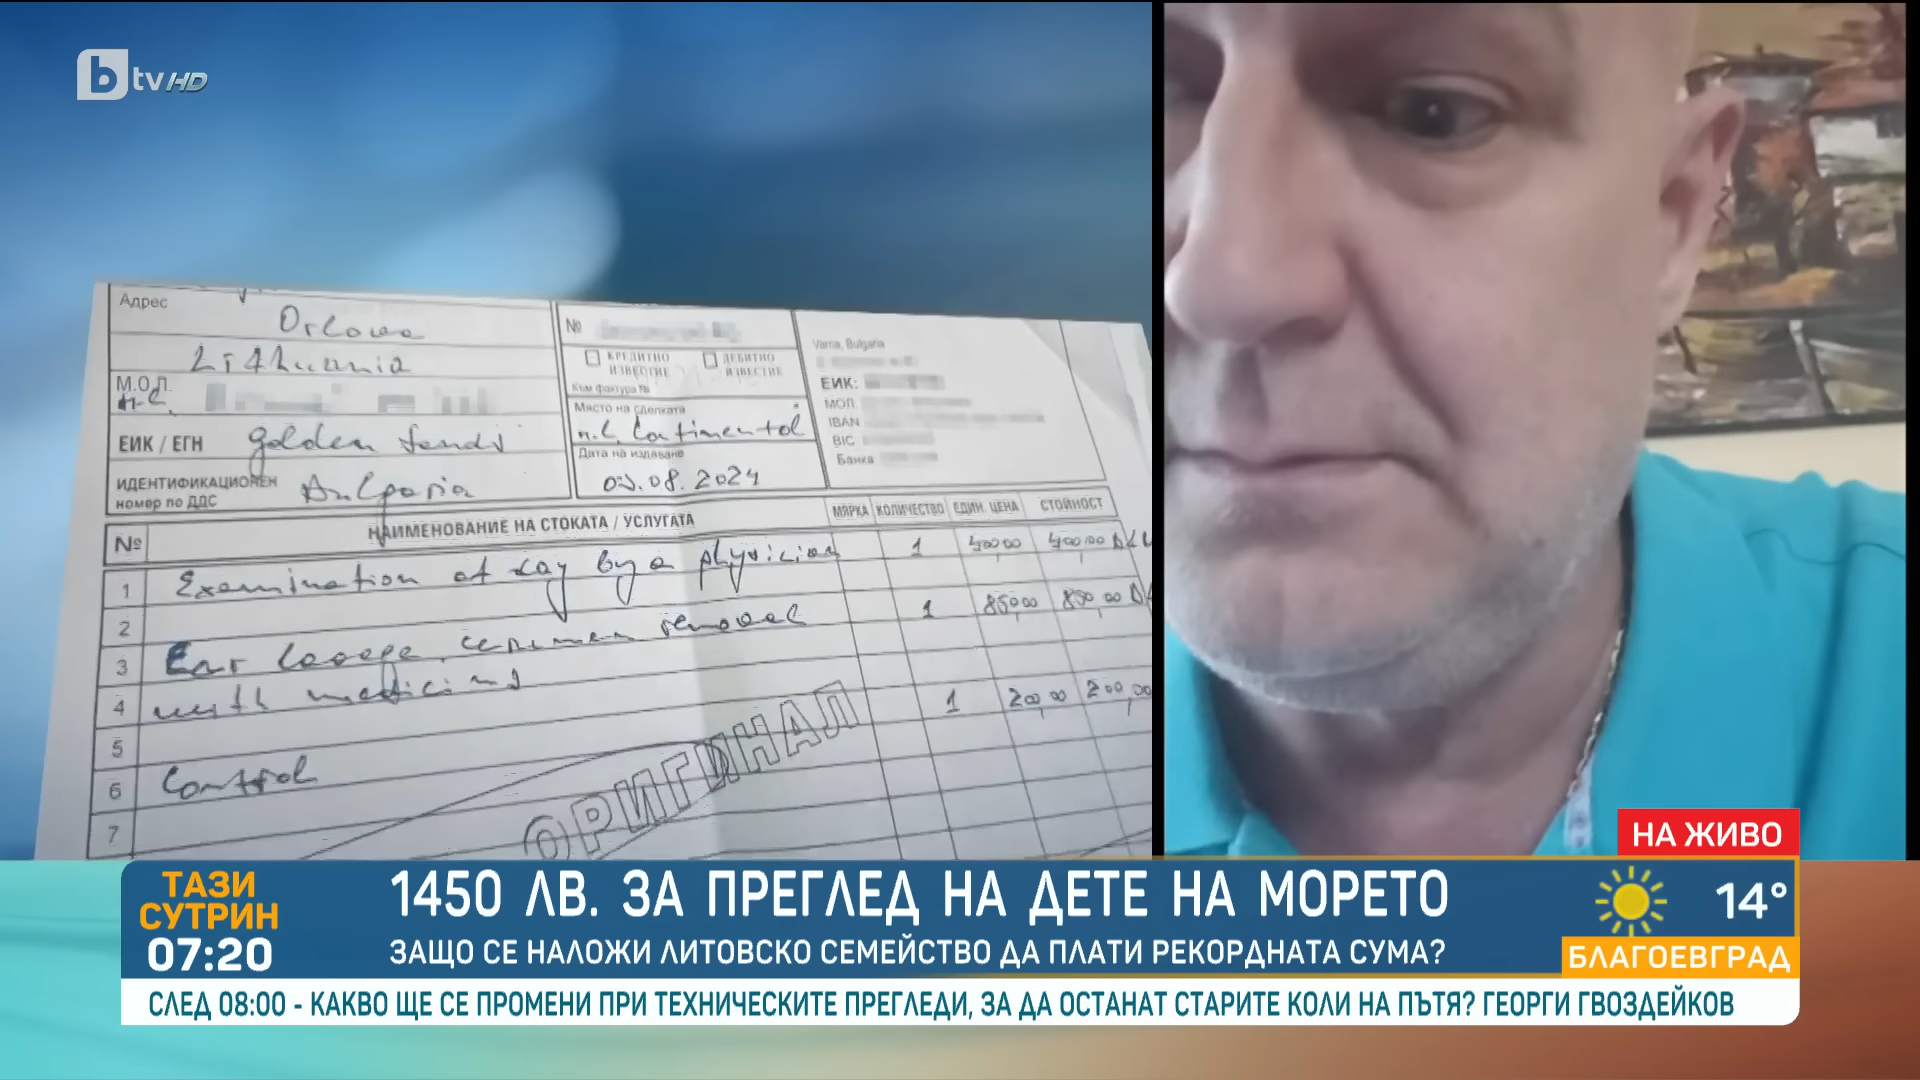 btv HD
Адрес
Orlowa
Lithuania
М.О.Л.
ЕИК / ЕГН
golden sands
ИДЕНТИФИКАЦИОНЕН
номер по ДДС
№
КРЕДИТНО
ИЗВЕСТИЕ
ДЕБИТНО
ИЗВЕСТИЕ
Към фактура №
Място на сделката
Continental
Дата на издаване
08.2024
Varna, Bulgaria
ЕИК:
МОЛ
IBAN
BIC
Банка
№
НАИМЕНОВАНИЕ НА СТОКАТА / УСЛУГАТА
МЯРКА
КОЛИЧЕСТВО
ЕДИН. ЦЕНА
СТОЙНОСТ
1
Examination by a physician
1
400,00
400,00
2
1
850,00
850,00
3
Ear removal
4
with
1
200,00
200,00
5
6
Control
7
ОРИГИНАЛ
НА ЖИВО
ТАЗИ
СУТРИН
07:20
1450 ЛВ. ЗА ПРЕГЛЕД НА ДЕТЕ НА МОРЕТО
ЗАЩО СЕ НАЛОЖИ ЛИТОВСКО СЕМЕЙСТВО ДА ПЛАТИ РЕКОРДНАТА СУМА?
14°
БЛАГОЕВГРАД
СЛЕД 08:00 - КАКВО ЩЕ СЕ ПРОМЕНИ ПРИ ТЕХНИЧЕСКИТЕ ПРЕГЛЕДИ, ЗА ДА ОСТАНАТ СТАРИТЕ КОЛИ НА ПЪТЯ? ГЕОРГИ ГВОЗДЕЙКОВ